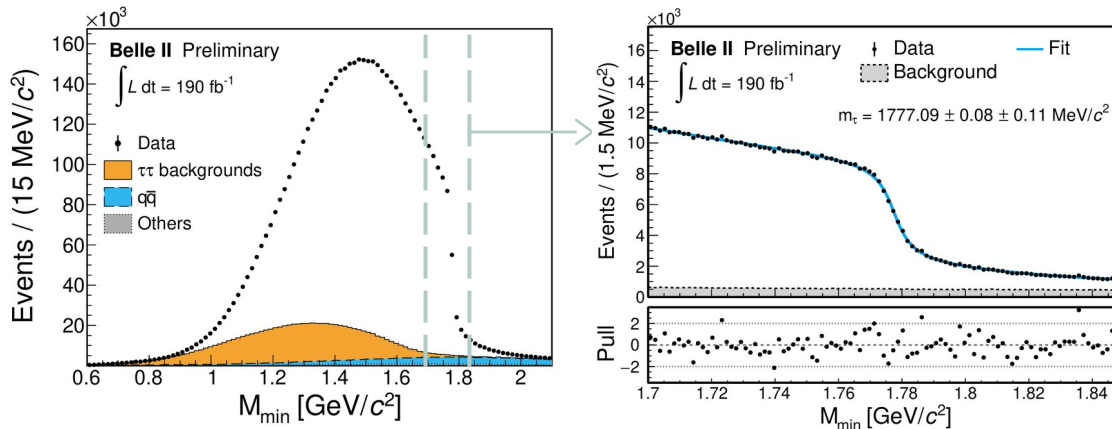 ×10³
Events / (15 MeV/c²)
160
140
120
100
80
60
40
20
Belle II Preliminary
∫ L dt = 190 fb⁻¹
Data
ττ backgrounds
qq̄
Others
0.6 0.8 1 1.2 1.4 1.6 1.8 2
M_min [GeV/c²]
×10³
Events / (1.5 MeV/c²)
16
14
12
10
8
6
4
2
0
Belle II Preliminary
∫ L dt = 190 fb⁻¹
Data
Fit
Background
m_τ = 1777.09 ± 0.08 ± 0.11 MeV/c²
Pull
2
0
−2
1.7 1.72 1.74 1.76 1.78 1.8 1.82 1.84
M_min [GeV/c²]